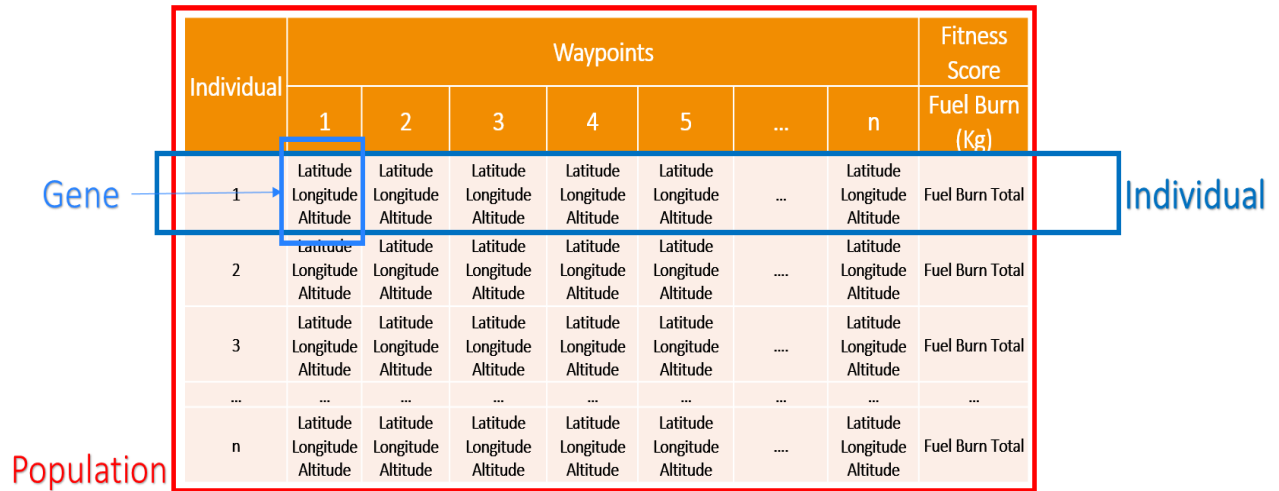 Individual Waypoints Fitness Score
1 2 3 4 5 ... n Fuel Burn (Kg)
Gene
Individual
1 Latitude Longitude Altitude Latitude Longitude Altitude Latitude Longitude Altitude Latitude Longitude Altitude Latitude Longitude Altitude ... Latitude Longitude Altitude Fuel Burn Total
2 Latitude Longitude Altitude Latitude Longitude Altitude Latitude Longitude Altitude Latitude Longitude Altitude Latitude Longitude Altitude .... Latitude Longitude Altitude Fuel Burn Total
3 Latitude Longitude Altitude Latitude Longitude Altitude Latitude Longitude Altitude Latitude Longitude Altitude Latitude Longitude Altitude .... Latitude Longitude Altitude Fuel Burn Total
... ... ... ... ... ... ... ... ...
n Latitude Longitude Altitude Latitude Longitude Altitude Latitude Longitude Altitude Latitude Longitude Altitude Latitude Longitude Altitude .... Latitude Longitude Altitude Fuel Burn Total
Population